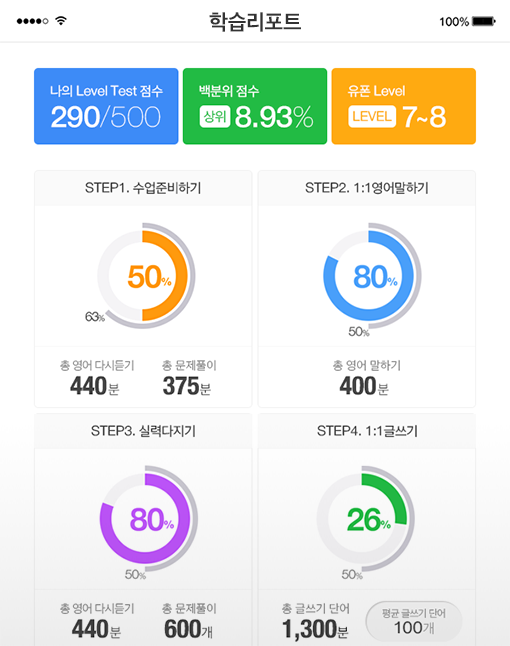 학습리포트
100%
나의 Level Test 점수
290/500
백분위 점수
상위 8.93%
유폰 Level
LEVEL 7~8
STEP1. 수업준비하기
50%
63%
총 영어 다시듣기
440분
총 문제풀이
375분
STEP2. 1:1영어말하기
80%
50%
총 영어 말하기
400분
STEP3. 실력다지기
80%
50%
총 영어 다시듣기
440분
총 문제풀이
600개
STEP4. 1:1글쓰기
26%
50%
총 글쓰기 단어
1,300분
평균 글쓰기 단어
100개